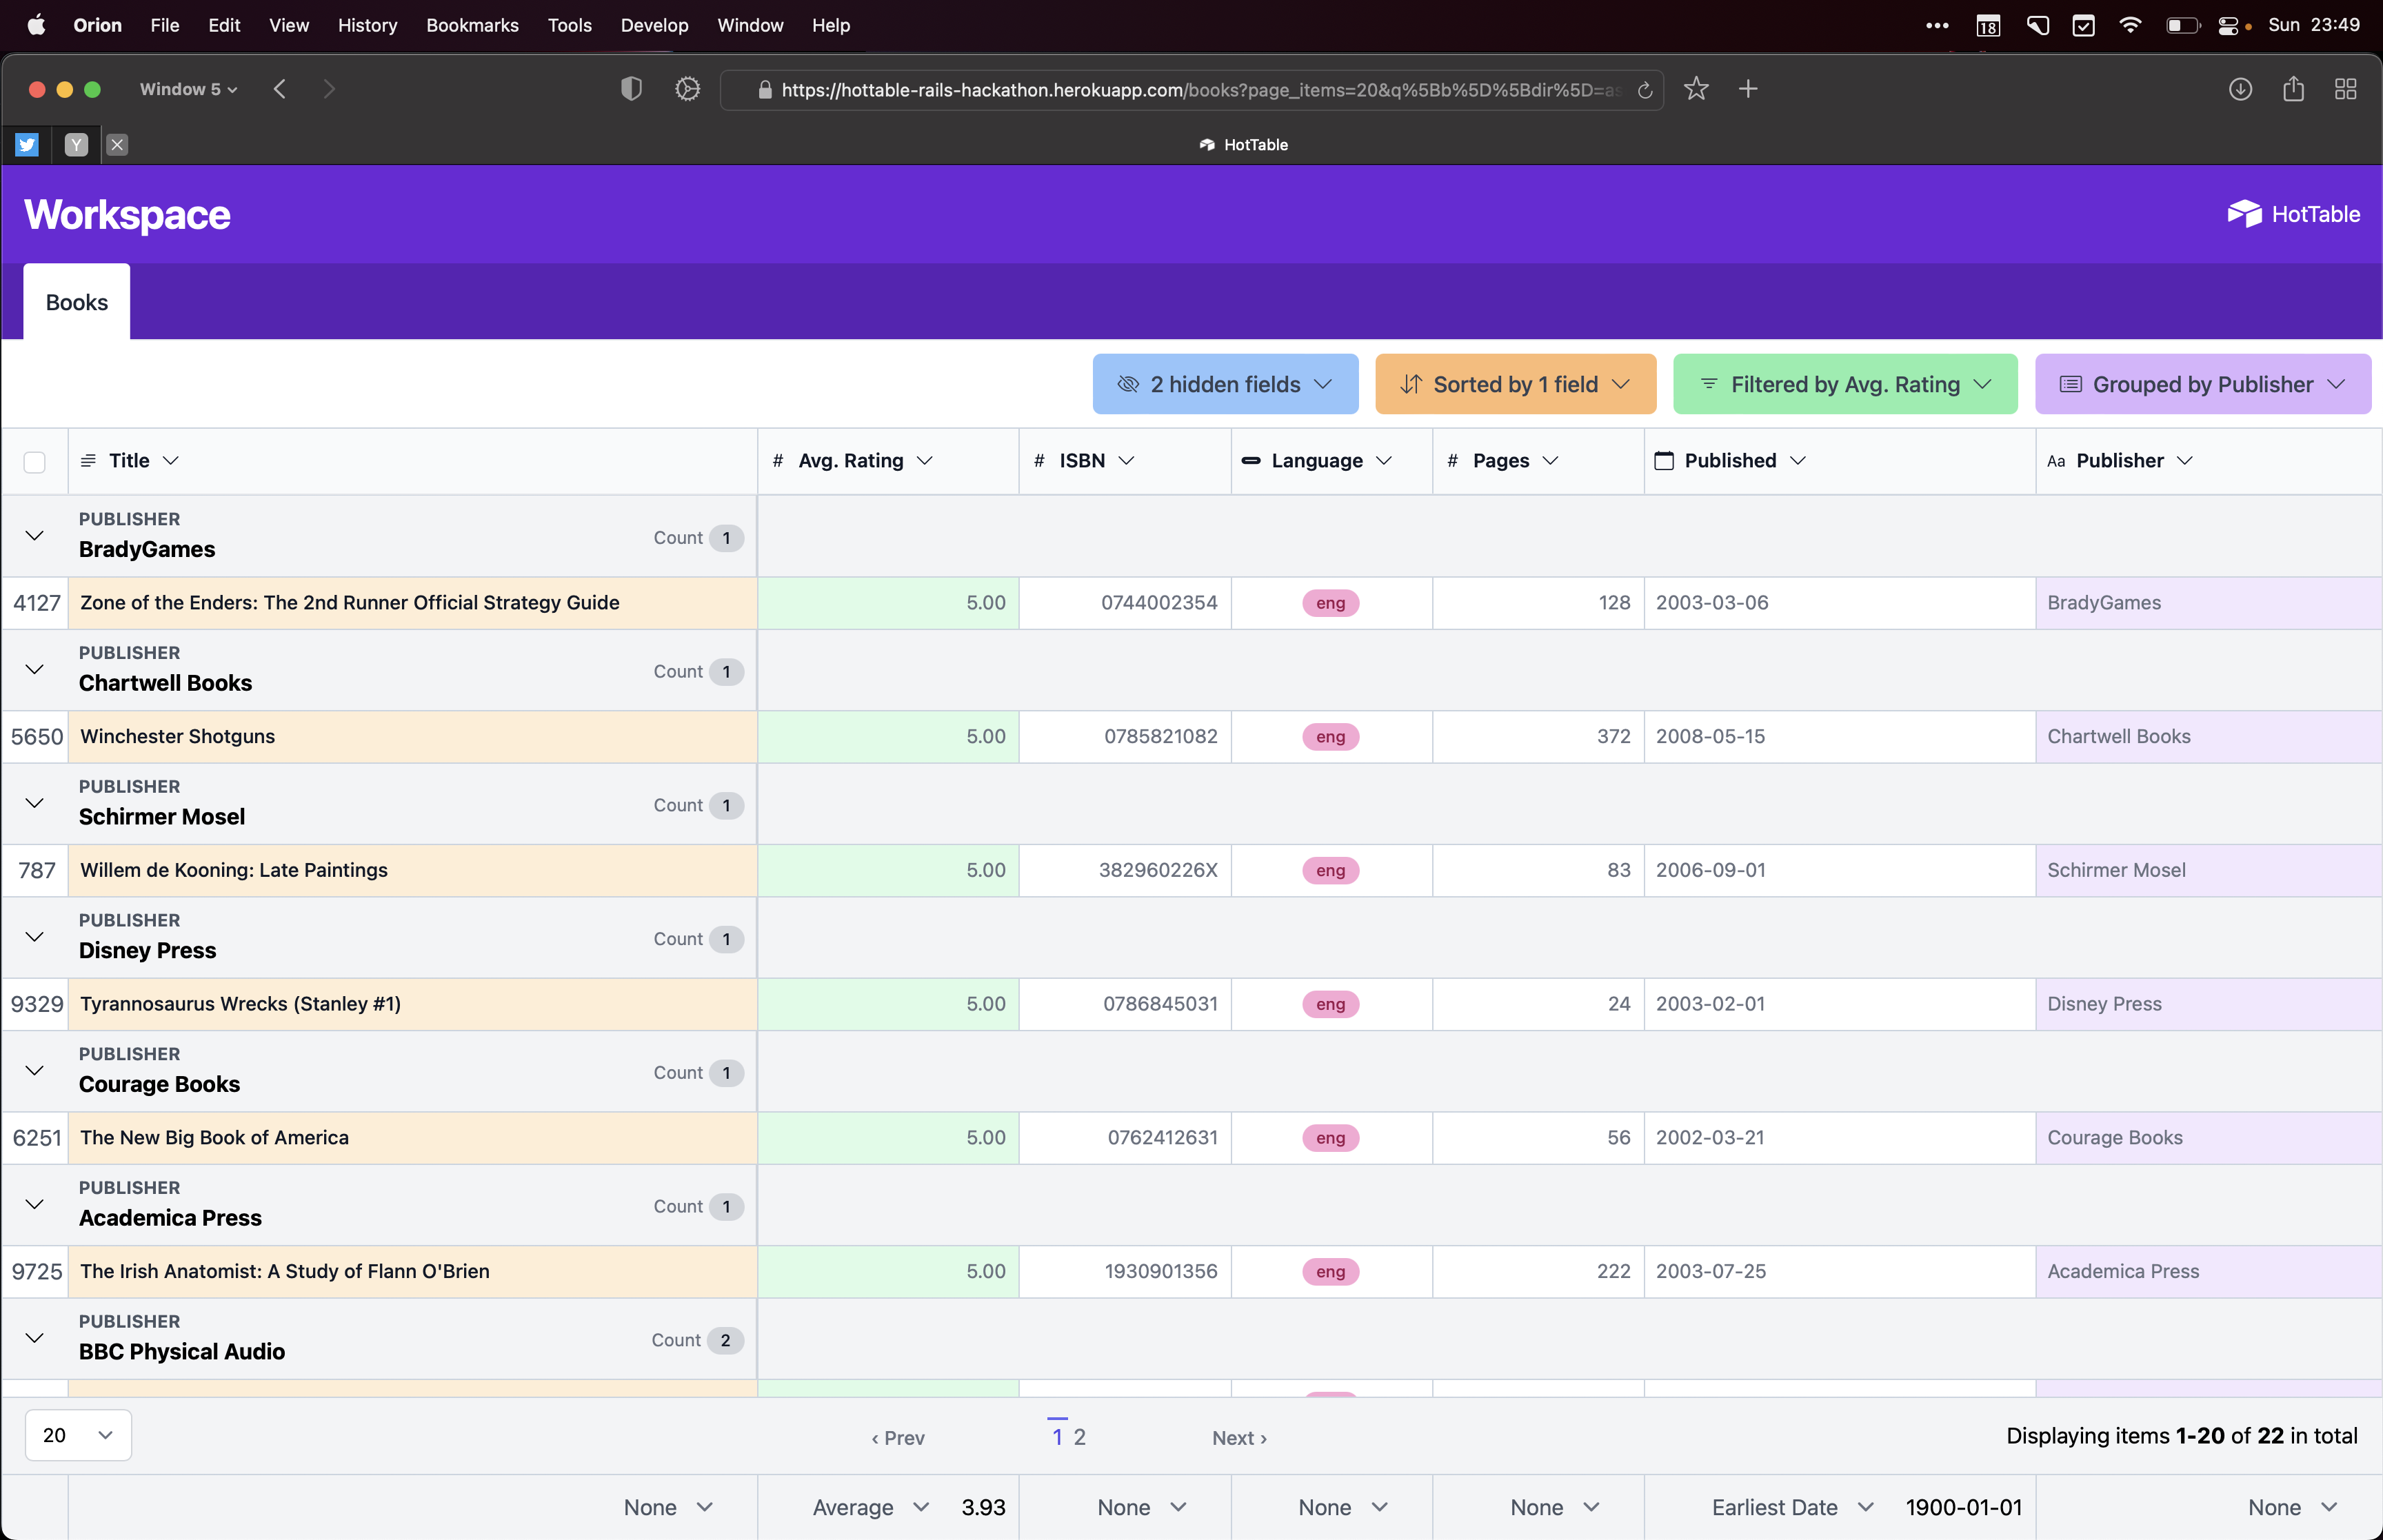 Orion File Edit View History Bookmarks Tools Develop Window Help 18 Sun 23:49
Window 5 https://hottable-rails-hackathon.herokuapp.com/books?page_items=20&q%5Bb%5D%5Bdir%5D=as
Y HotTable
Workspace HotTable
Books
2 hidden fields Sorted by 1 field Filtered by Avg. Rating Grouped by Publisher
Title # Avg. Rating # ISBN Language # Pages Published Aa Publisher
PUBLISHER
BradyGames Count 1
4127 Zone of the Enders: The 2nd Runner Official Strategy Guide 5.00 0744002354 eng 128 2003-03-06 BradyGames
PUBLISHER
Chartwell Books Count 1
5650 Winchester Shotguns 5.00 0785821082 eng 372 2008-05-15 Chartwell Books
PUBLISHER
Schirmer Mosel Count 1
787 Willem de Kooning: Late Paintings 5.00 382960226X eng 83 2006-09-01 Schirmer Mosel
PUBLISHER
Disney Press Count 1
9329 Tyrannosaurus Wrecks (Stanley #1) 5.00 0786845031 eng 24 2003-02-01 Disney Press
PUBLISHER
Courage Books Count 1
6251 The New Big Book of America 5.00 0762412631 eng 56 2002-03-21 Courage Books
PUBLISHER
Academica Press Count 1
9725 The Irish Anatomist: A Study of Flann O'Brien 5.00 1930901356 eng 222 2003-07-25 Academica Press
PUBLISHER
BBC Physical Audio Count 2
20 ‹ Prev 1 2 Next › Displaying items 1-20 of 22 in total
None Average 3.93 None None None Earliest Date 1900-01-01 None